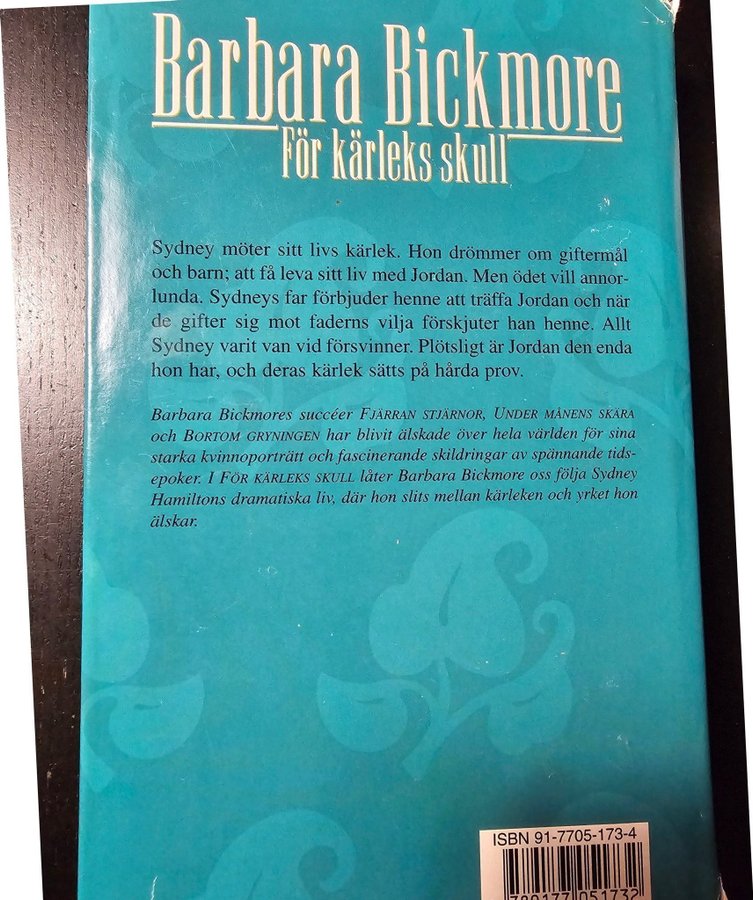 Barbara Bickmore
För kärleks skull
Sydney möter sitt livs kärlek. Hon drömmer om giftermål
och barn; att få leva sitt liv med Jordan. Men ödet vill annor-
lunda. Sydneys far förbjuder henne att träffa Jordan och när
de gifter sig mot faderns vilja förskjuter han henne. Allt
Sydney varit van vid försvinner. Plötsligt är Jordan den enda
hon har, och deras kärlek sätts på hårda prov.
Barbara Bickmores succéer FJÄRRAN STJÄRNOR, UNDER MÅNENS SKÄRA
och BORTOM GRYNINGEN har blivit älskade över hela världen för sina
starka kvinnoporträtt och fascinerande skildringar av spännande tids-
epoker. I FÖR KÄRLEKS SKULL låter Barbara Bickmore oss följa Sydney
Hamiltons dramatiska liv, där hon slits mellan kärleken och yrket hon
älskar.
ISBN 91-7705-173-4
789177 051732